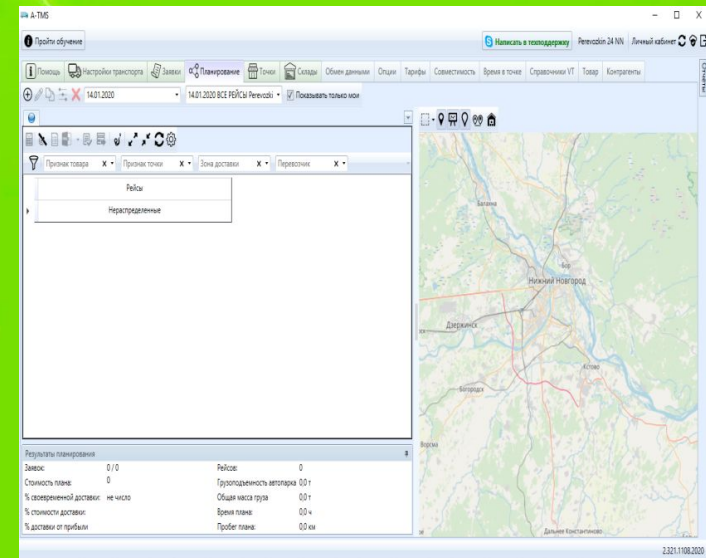 A-TMS
Пройти обучение
Написать в техподдержку Perevozkin 24 NN Личный кабинет
Помощь Настройки транспорта Заявки Планирование Точки Склады Обмен данными Опции Тарифы Совместимость Время в точке Справочники VT Товар Контрагенты
Отчеты
14.01.2020 14.01.2020 ВСЕ РЕЙСЫ Perevozki Показывать только мои
Признак товара X Признак точки X Зона доставки X Перевозчик X
Рейсы
Нераспределенные
Балахна
Бор
Нижний Новгород
Дзержинск
Кстово
Богородск
Ворсма
Дальнее Константиново
Результаты планирования
Заявок: 0 / 0 Рейсов: 0
Стоимость плана: 0 Грузоподъемность автопарка 0,0 т
% своевременной доставки: не число Общая масса груза 0,0 т
% стоимости доставки: Время плана: 0,0 ч
% доставки от прибыли Пробег плана: 0,0 км
2.321.1108.2020